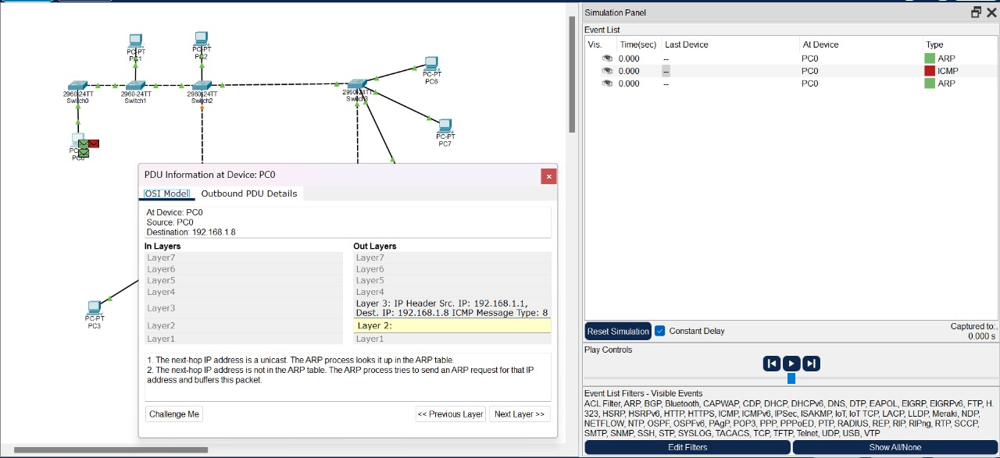 Simulation Panel
Event List
Vis. Time(sec) Last Device At Device Type
0.000 -- PC0 ARP
0.000 -- PC0 ICMP
0.000 -- PC0 ARP
PC-PT
PC1
PC-PT
PC2
PC-PT
PC6
2960-24TT
Switch0
2960-24TT
Switch1
2960-24TT
Switch2
2960-24TT
Switch3
PC-PT
PC7
PC0
PC-PT
PC3
PDU Information at Device: PC0
OSI Model Outbound PDU Details
At Device: PC0
Source: PC0
Destination: 192.168.1.8
In Layers
Layer7
Layer6
Layer5
Layer4
Layer3
Layer2
Layer1
Out Layers
Layer7
Layer6
Layer5
Layer4
Layer 3: IP Header Src. IP: 192.168.1.1,
Dest. IP: 192.168.1.8 ICMP Message Type: 8
Layer 2:
Layer1
1. The next-hop IP address is a unicast. The ARP process looks it up in the ARP table.
2. The next-hop IP address is not in the ARP table. The ARP process tries to send an ARP request for that IP
address and buffers this packet.
Challenge Me << Previous Layer Next Layer >>
Reset Simulation Constant Delay
Captured to:
0.000 s
Play Controls
Event List Filters - Visible Events
ACL Filter, ARP, BGP, Bluetooth, CAPWAP, CDP, DHCP, DHCPv6, DNS, DTP, EAPOL, EIGRP, EIGRPv6, FTP, H.
323, HSRP, HSRPv6, HTTP, HTTPS, ICMP, ICMPv6, IPSec, ISAKMP, IoT, IoT TCP, LACP, LLDP, Meraki, NDP,
NETFLOW, NTP, OSPF, OSPFv6, PAgP, POP3, PPP, PPPoED, PTP, RADIUS, REP, RIP, RIPng, RTP, SCCP,
SMTP, SNMP, SSH, STP, SYSLOG, TACACS, TCP, TFTP, Telnet, UDP, USB, VTP
Edit Filters Show All/None